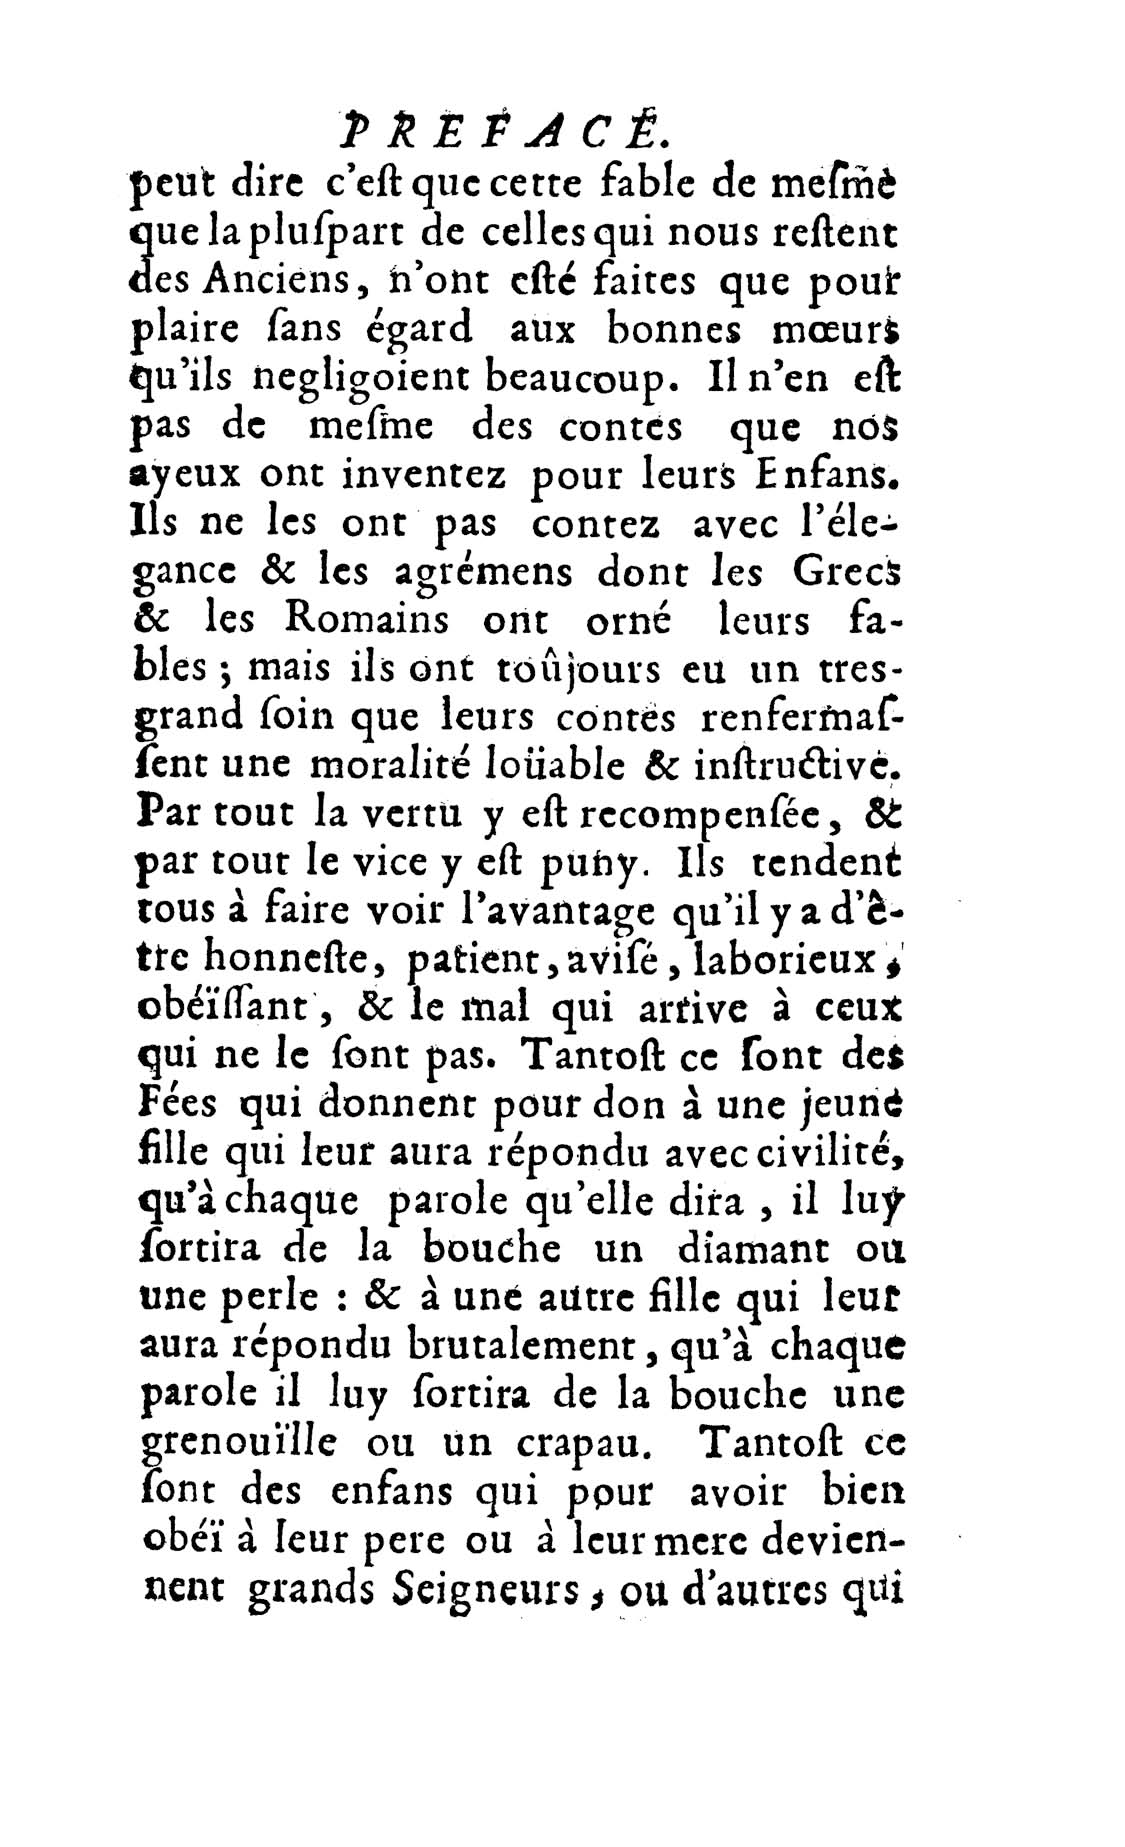 PREFACE.
peut dire c'eſt que cette fable de meſme
que la pluſpart de celles qui nous reſtent
des Anciens, n'ont eſté faites que pour
plaire ſans égard aux bonnes mœurs
qu'ils negligoient beaucoup. Il n'en eſt
pas de meſme des contes que nos
ayeux ont inventez pour leurs Enfans.
Ils ne les ont pas contez avec l'éle-
gance & les agrémens dont les Grecs
& les Romains ont orné leurs fa-
bles ; mais ils ont toûjours eu un tres-
grand ſoin que leurs contes renfermaſ-
ſent une moralité loüable & inſtructive.
Par tout la vertu y eſt recompenſée, &
par tout le vice y eſt puny. Ils tendent
tous à faire voir l'avantage qu'il y a d'ê-
tre honneſte, patient, aviſé, laborieux,
obéïſſant, & le mal qui arrive à ceux
qui ne le ſont pas. Tantoſt ce ſont des
Fées qui donnent pour don à une jeune
fille qui leur aura répondu avec civilité,
qu'à chaque parole qu'elle dira, il luy
ſortira de la bouche un diamant ou
une perle : & à une autre fille qui leur
aura répondu brutalement, qu'à chaque
parole il luy ſortira de la bouche une
grenouïlle ou un crapau. Tantoſt ce
ſont des enfans qui pour avoir bien
obéï à leur pere ou à leur mere devien-
nent grands Seigneurs, ou d'autres qui